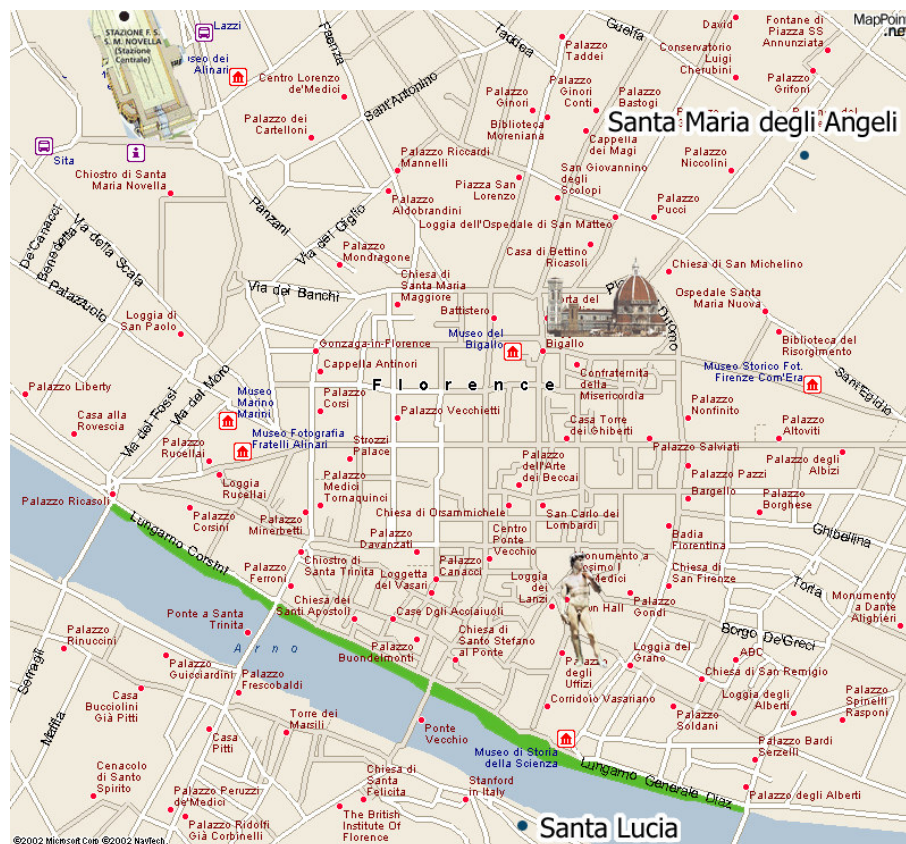 STAZIONE F. S.
S. M. NOVELLA
(Stazione
Centrale)
Lazzi
Museo dei
Alinari
Faenza
Taddea
Guelfa
David
Fontane di
Piazza SS
Annunziata
MapPoint
.net
Conservatorio
Luigi
Cherubini
Palazzo
Taddei
Palazzo
Grifoni
Centro Lorenzo
de'Medici
Sant'Antonino
Palazzo
Ginori
Palazzo
Ginori
Conti
Palazzo
Bastogi
Biblioteca
Moreniana
Santa Maria degli Angeli
Palazzo dei
Cartelloni
Cappella
dei Magi
Sita
Chiostro di Santa
Maria Novella
Palazzo Riccardi
Mannelli
San Giovannino
degli
Scolopi
Palazzo
Niccolini
Piazza San
Lorenzo
Palazzo
Aldobrandini
Palazzo
Pucci
De'Canacci
Benedetta
Via della Scala
Panzani
Via del Giglio
Loggia dell'Ospedale di San Matteo
Palazzo
Mondragone
Casa di Bettino
Ricasoli
Chiesa di San Michelino
Palazzuolo
Via dei Banchi
Chiesa di
Santa Maria
Maggiore
Ospedale Santa
Maria Nuova
Loggia di
San Paolo
Battistero
Duomo
Museo del
Bigallo
Bigallo
Biblioteca del
Risorgimento
Gonzaga-in-Florence
Cappella Antinori
Confraternita
della
Misericordia
Museo Storico Fot.
Firenze Com'Era
Sant'Egidio
Florence
Palazzo Liberty
Via dei Fossi
Via del Moro
Museo
Marino
Marini
Palazzo
Corsi
Palazzo Vecchietti
Palazzo
Nonfinito
Casa alla
Rovescia
Casa Torre
dei Ghiberti
Palazzo
Altoviti
Palazzo
Rucellai
Museo Fotografia
Fratelli Alinari
Strozzi
Palace
Palazzo Salviati
Palazzo
dell'Arte
dei Beccai
Palazzo degli
Albizi
Loggia
Rucellai
Palazzo
Medici
Tornaquinci
Palazzo Pazzi
Bargello
Palazzo Ricasoli
Palazzo
Corsini
Palazzo
Minerbetti
Chiesa di Orsammichele
San Carlo dei
Lombardi
Palazzo
Borghese
Lungarno Corsini
Ghibellina
Palazzo
Davanzati
Centro
Ponte
Vecchio
Badia
Fiorentina
Chiostro di
Santa Trinita
Palazzo
Canacci
Monumento a
Cosimo I
Medici
Chiesa di
San Firenze
Palazzo
Ferroni
Loggetta
del Vasari
Loggia
dei
Lanzi
Torta
Chiesa dei
Santi Apostoli
Case Dgli Acciaiuoli
Hall
Palazzo
Gondi
Monumento
a Dante
Alighieri
Ponte a Santa
Trinita
Borgo De'Greci
Palazzo
Rinuccini
Arno
Palazzo
Buondelmonti
Chiesa di
Santo Stefano
al Ponte
ABC
Serragli
Palazzo
Guicciardini
Palazzo
Frescobaldi
Palazzo
degli
Uffizi
Loggia del
Grano
Chiesa di San Remigio
Casa
Bucciolini
Già Pitti
Corridoio Vasariano
Loggia degli
Alberti
Palazzo
Spinelli
Rasponi
Maffia
Torre dei
Marsili
Casa
Pitti
Ponte
Vecchio
Palazzo
Soldani
Museo di Storia
della Scienza
Palazzo Bardi
Serzelli
Cenacolo
di Santo
Spirito
Palazzo Peruzzi
de'Medici
Chiesa di
Santa
Felicita
Stanford
in Italy
Lungarno Generale Diaz
Palazzo degli Alberti
Palazzo Ridolfi
Già Corbinelli
The British
Institute Of
Florence
Santa Lucia
©2002 Microsoft Corp ©2002 NavTech